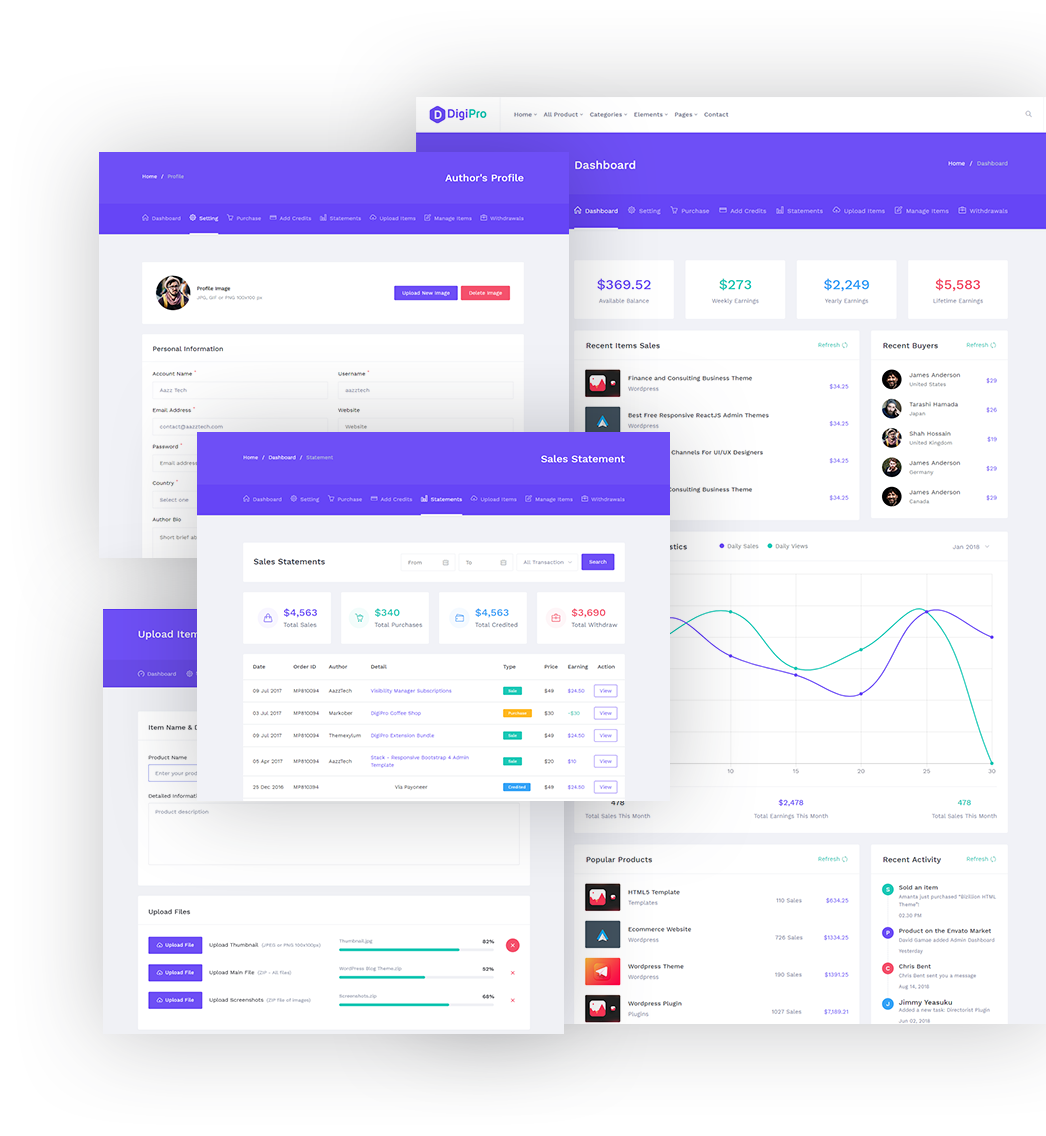 DigiPro
Home All Product Categories Elements Pages Contact
Dashboard
Home / Dashboard
Dashboard Setting Purchase Add Credits Statements Upload Items Manage Items Withdrawals
$369.52 $273 $2,249 $5,583
Available Balance Weekly Earnings Yearly Earnings Lifetime Earnings
Recent Items Sales Refresh
Finance and Consulting Business Theme
Wordpress
$34.25
Best Free Responsive ReactJS Admin Themes
Wordpress
$34.25
Channels For UI/UX Designers
$34.25
Consulting Business Theme
$34.25
Recent Buyers Refresh
James Anderson
United States
$29
Tarashi Hamada
Japan
$26
Shah Hossain
United Kingdom
$19
James Anderson
Germany
$29
James Anderson
Canada
$29
Daily Sales Daily Views
Jan 2018
10 15 20 25 30
478 $2,478 478
Total Sales This Month Total Earnings This Month Total Sales This Month
Popular Products Refresh
HTML5 Template
Templates
110 Sales $634.25
Ecommerce Website
Wordpress
726 Sales $1334.25
Wordpress Theme
Wordpress
190 Sales $1391.25
Wordpress Plugin
Plugins
1027 Sales $7,169.21
Recent Activity Refresh
S
Sold an Item
Amanta just purchased "BizIdon HTML
Theme"!
02:30 PM
P
Product on the Envato Market
David Gamae added Admin Dashboard
Yesterday
C
Chris Bent
Chris Bent sent you a message
Aug 14, 2018
J
Jimmy Yeasuku
Added a new task: Directorist Plugin
Jun 02, 2018
Home / Profile
Author's Profile
Dashboard Setting Purchase Add Credits Statements Upload Items Manage Items Withdrawals
Profile Image
JPG, GIF or PNG 100x100 px
Upload New Image Delete Image
Personal Information
Account Name * Username *
Aazz Tech aazztech
Email Address * Website
contact@aazztech.com Website
Password *
Email address
Country *
Select one
Author Bio
Short brief
Home / Dashboard / Statement
Sales Statement
Dashboard Setting Purchase Add Credits Statements Upload Items Manage Items Withdrawals
Sales Statements
From To All Transaction Search
$4,563 $340 $4,563 $3,690
Total Sales Total Purchases Total Credited Total Withdraw
Date Order ID Author Detail Type Price Earning Action
09 Jul 2017 MP810094 AazzTech Visibility Manager Subscriptions Sale $49 $24.50 View
03 Jul 2017 MP810094 Markober DigiPro Coffee Shop Purchase $30 -$30 View
09 Jul 2017 MP810094 Themexylum DigiPro Extension Bundle Sale $49 $24.50 View
05 Apr 2017 MP810094 AazzTech Stack - Responsive Bootstrap 4 Admin
Template Sale $20 $10 View
25 Dec 2016 MP810094 Via Payoneer Credited $49 $24.50 View
Upload Item
Dashboard
Item Name &
Product Name
Enter your
Detailed
Product description
Upload Files
Upload File Upload Thumbnail (JPEG or PNG 100x100px) Thumbnail.jpg 82%
Upload File Upload Main File (ZIP - All files) WordPress Blog Theme.zip 52%
Upload File Upload Screenshots (ZIP file of images) Screenshots.zip 68%